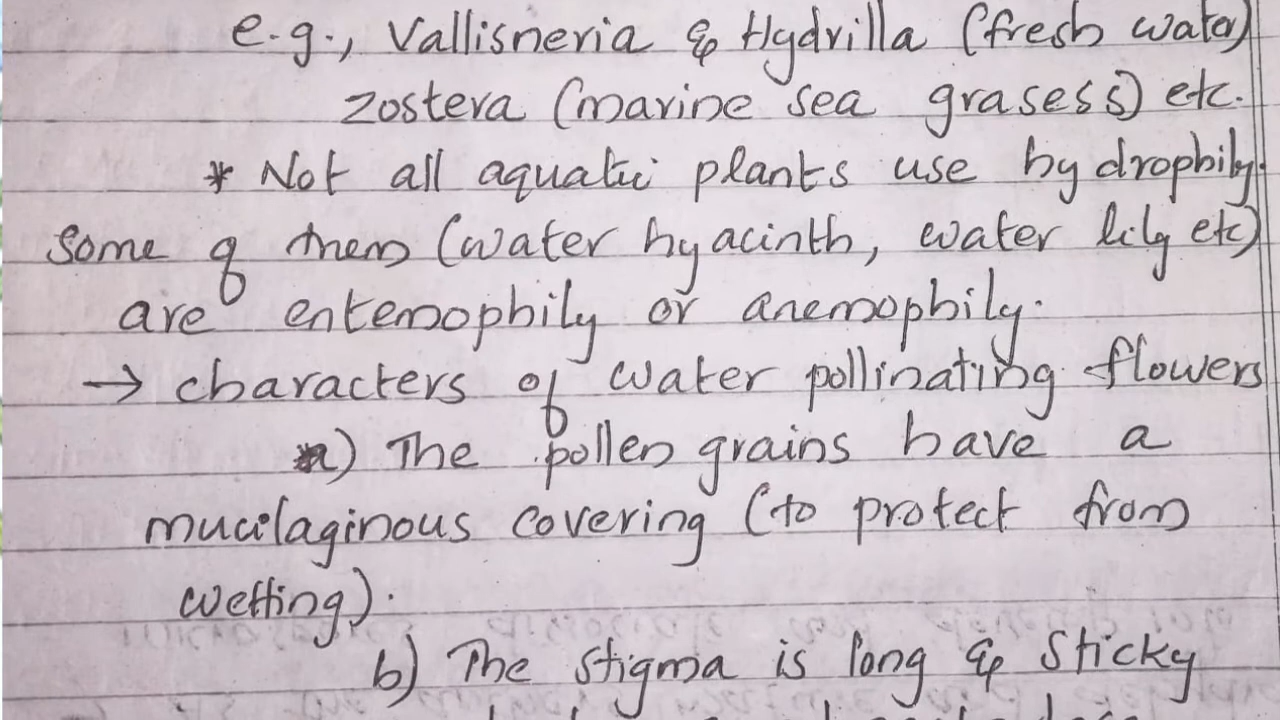 e.g., Vallisneria & Hydrilla (fresh water)
Zostera (marine sea grasess) etc.
* Not all aquatic plants use hydrophily.
Some of them (water hyacinth, water lily etc)
are entemophily or anemophily.
→ characters of water pollinating flowers
a) The pollen grains have a
mucilaginous covering (to protect from
wetting).
b) The stigma is long & sticky